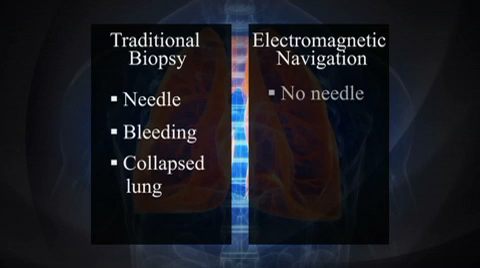 Traditional
Biopsy
▪ Needle
▪ Bleeding
▪ Collapsed
lung
Electromagnetic
Navigation
▪ No needle